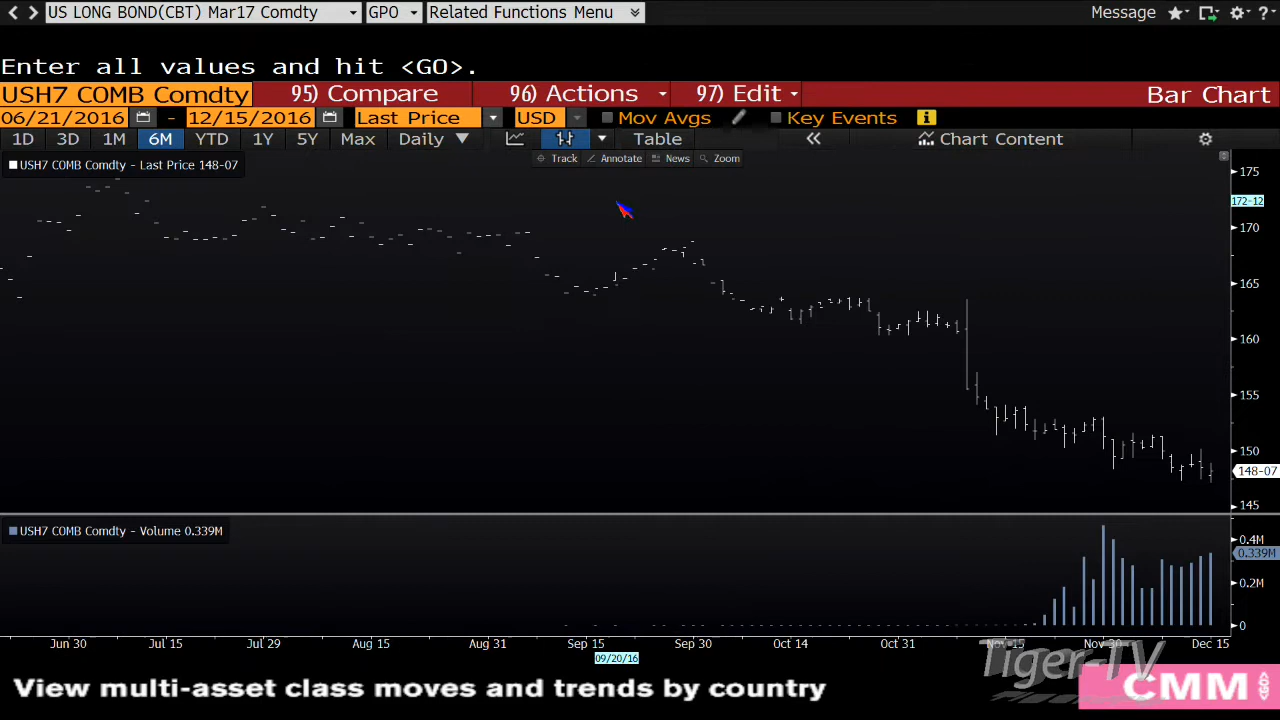 US LONG BOND(CBT) Mar17 Comdty GPO Related Functions Menu Message ?
Enter all values and hit <GO>.
USH7 COMB Comdty 95) Compare 96) Actions 97) Edit Bar Chart
06/21/2016 - 12/15/2016 Last Price USD Mov Avgs Key Events
1D 3D 1M 6M YTD 1Y 5Y Max Daily Table Chart Content
Track Annotate News Zoom
USH7 COMB Comdty - Last Price 148-07
175
172-12
170
165
160
155
150
148-07
145
USH7 COMB Comdty - Volume 0.339M
0.4M
0.339M
0.2M
0
Jun 30 Jul 15 Jul 29 Aug 15 Aug 31 Sep 15 Sep 30 Oct 14 Oct 31 Nov 15 Nov 30 Dec 15
09/20/16
Tiger-TV
View multi-asset class moves and trends by country
CMM